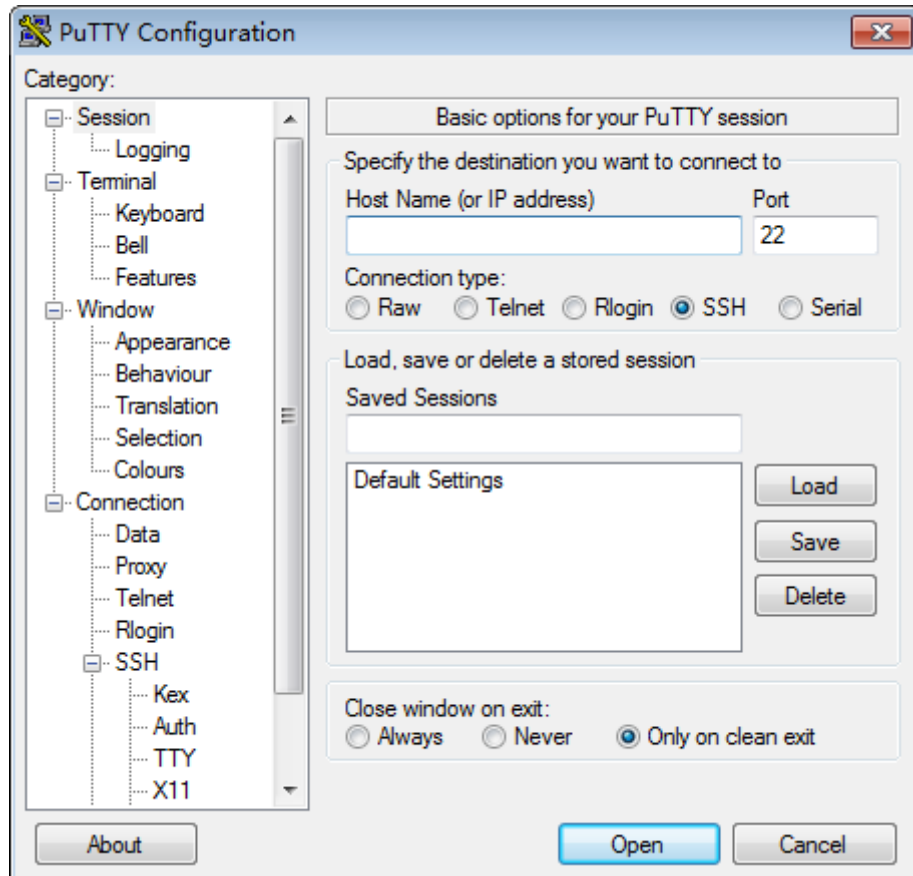 PuTTY Configuration
Category:
Session
Logging
Terminal
Keyboard
Bell
Features
Window
Appearance
Behaviour
Translation
Selection
Colours
Connection
Data
Proxy
Telnet
Rlogin
SSH
Kex
Auth
TTY
X11
Basic options for your PuTTY session
Specify the destination you want to connect to
Host Name (or IP address) Port
22
Connection type:
Raw Telnet Rlogin SSH Serial
Load, save or delete a stored session
Saved Sessions
Default Settings
Load
Save
Delete
Close window on exit:
Always Never Only on clean exit
About Open Cancel